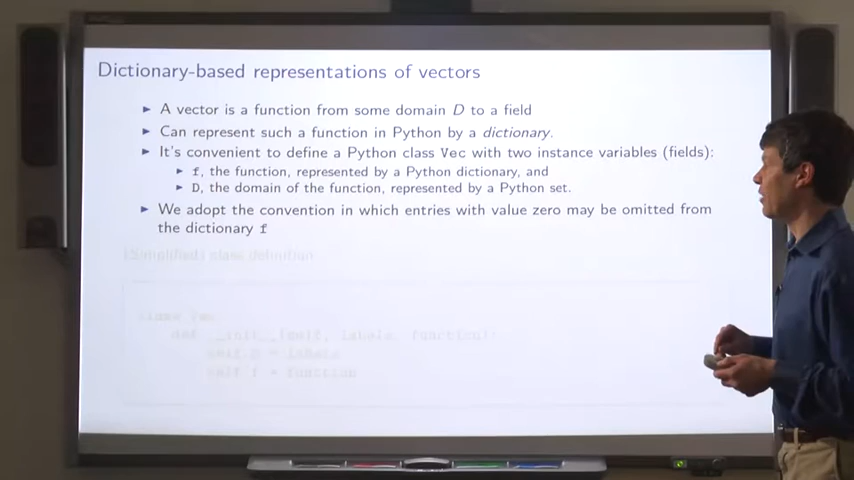 Dictionary-based representations of vectors
A vector is a function from some domain D to a field
Can represent such a function in Python by a dictionary.
It's convenient to define a Python class Vec with two instance variables (fields):
f, the function, represented by a Python dictionary, and
D, the domain of the function, represented by a Python set.
We adopt the convention in which entries with value zero may be omitted from
the dictionary f
(Simplified) class definition:
class Vec:
def __init__(self, labels, function):
self.D = labels
self.f = function